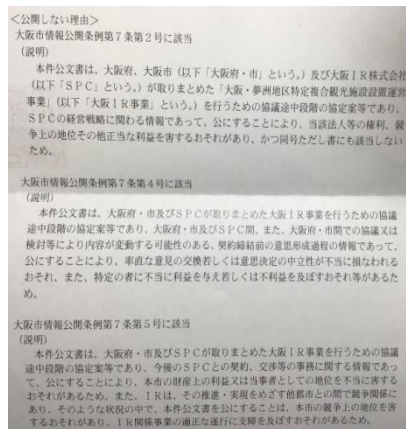 ＜公開しない理由＞
大阪市情報公開条例第７条第２号に該当
（説明）
本件公文書は、大阪府、大阪市（以下「大阪府・市」という。）及び大阪ＩＲ株式会社
（以下「ＳＰＣ」という。）が取りまとめた「大阪・夢洲地区特定複合観光施設設置運営
事業」（以下「大阪ＩＲ事業」という。）を行うための協議途中段階の協定案等であり、
ＳＰＣの経営戦略に関わる情報であって、公にすることにより、当該法人等の権利、競
争上の地位その他正当な利益を害するおそれがあり、かつ同号ただし書にも該当しない
ため。
大阪市情報公開条例第７条第４号に該当
（説明）
本件公文書は、大阪府・市及びＳＰＣが取りまとめた大阪ＩＲ事業を行うための協議
途中段階の協定案等であり、大阪府・市及びＳＰＣ間、また、大阪府・市間での協議又は
検討等により内容が変動する可能性のある、契約締結前の意思形成過程の情報であって、
公にすることにより、率直な意見の交換若しくは意思決定の中立性が不当に損なわれる
おそれ、また、特定の者に不当に利益を与え若しくは不利益を及ぼすおそれ等があるた
め。
大阪市情報公開条例第７条第５号に該当
（説明）
本件公文書は、大阪府・市及びＳＰＣが取りまとめた大阪ＩＲ事業を行うための協議
途中段階の協定案等であり、今後のＳＰＣとの契約、交渉等の事務に関する情報であっ
て、公にすることにより、本市の財産上の利益又は当事者としての地位を不当に害する
おそれがあるため。また、ＩＲは、その推進・実現をめざす他都市との間で競争関係に
あり、そのような状況の中で、本件公文書を公にすることは、本市の競争上の地位を害
するおそれがあり、ＩＲ関係事業の適正な遂行に支障を及ぼすおそれがあるため。